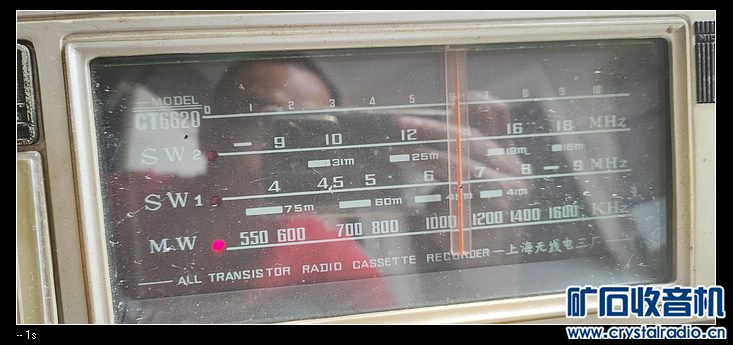 MODEL
CT6620
0 1 2 3 4 5 6 7 8 9 10
SW2 9 10 12 16 18 MHz
31m 25m 19m 15m
SW1 4 4,5 5 6 7 8 9 MHz
75m 60m 49m 41m
MW 550 600 700 800 1000 1200 1400 1600 KHz
ALL TRANSISTOR RADIO CASSETTE RECORDER—上海无线电三厂
矿石收音机
www.crystalradio.cn
-- 1s